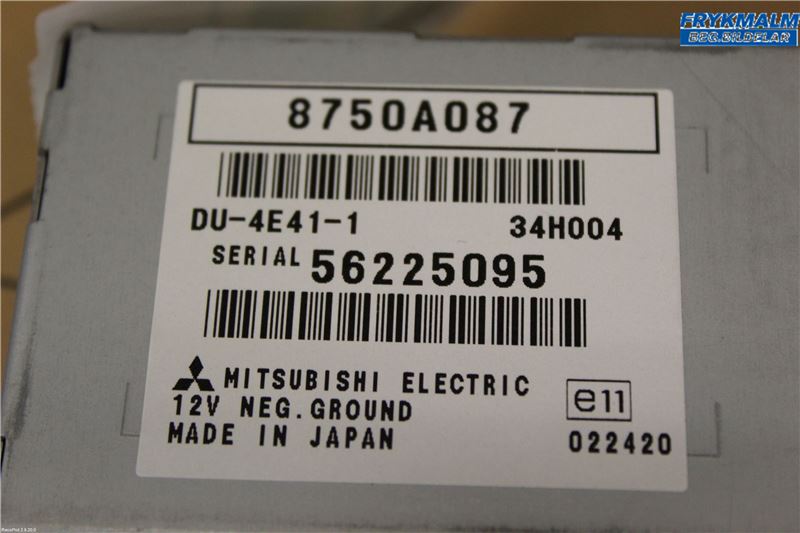 FRYKMALM
BEG.BILDELAR
8750A087
DU-4E41-1 34H004
SERIAL 56225095
MITSUBISHI ELECTRIC
12V NEG.GROUND e11
MADE IN JAPAN 022420